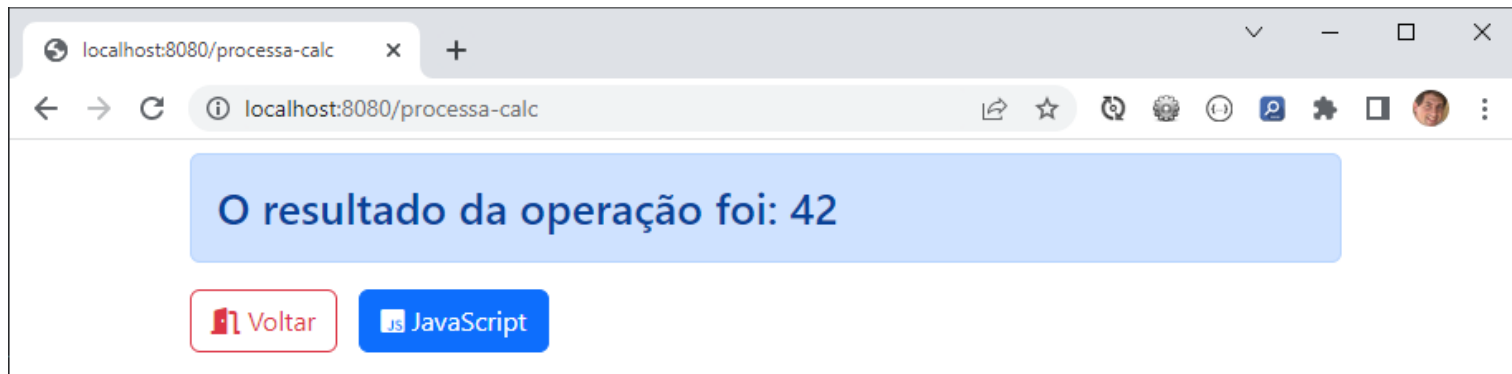 localhost:8080/processa-calc
localhost:8080/processa-calc
O resultado da operação foi: 42
Voltar
JS JavaScript